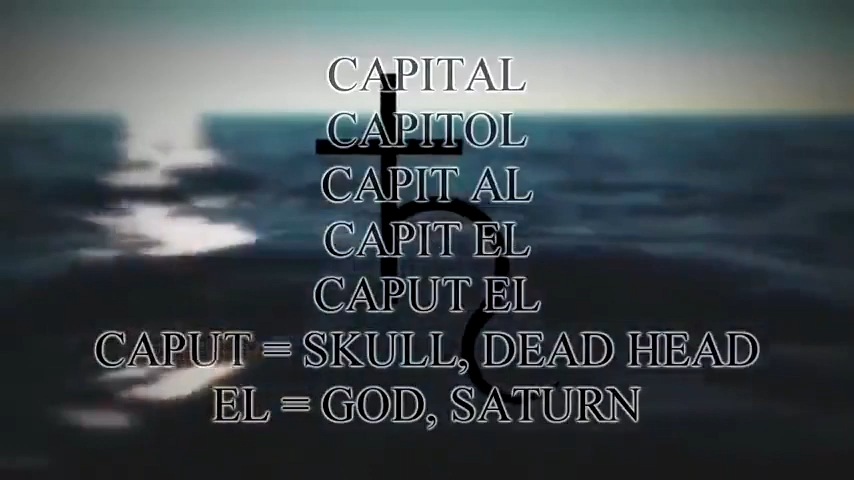 CAPITAL
CAPITOL
CAPIT AL
CAPIT EL
CAPUT EL
CAPUT = SKULL, DEAD HEAD
EL = GOD, SATURN